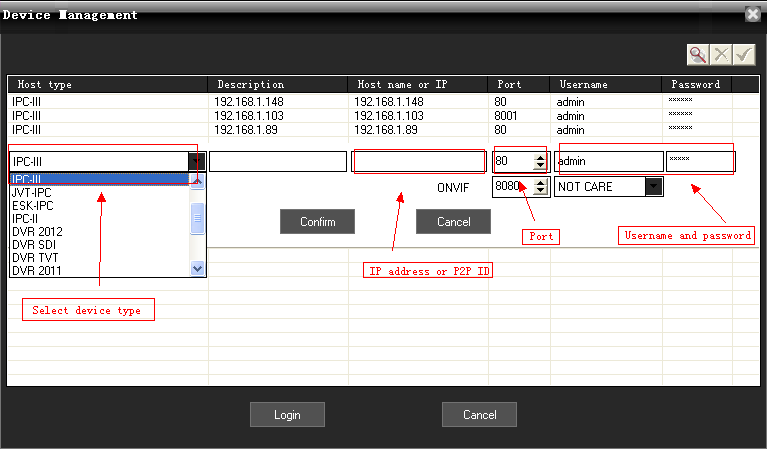 Device Management
Host type Description Host name or IP Port Username Password
IPC-III 192.168.1.148 192.168.1.148 80 admin ******
IPC-III 192.168.1.103 192.168.1.103 8001 admin ******
IPC-III 192.168.1.89 192.168.1.89 80 admin ******
IPC-III 80 admin *****
IPC-III
ONVIF 8080 NOT CARE
JVT-IPC
ESK-IPC
IPC-II
DVR 2012
DVR SDI
DVR TVT
DVR 2011
Confirm Cancel
Port
Username and password
IP address or P2P ID
Select device type
Login Cancel